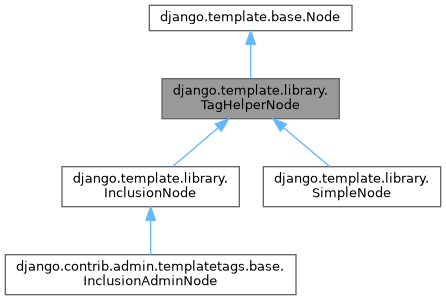 django.template.base.Node
django.template.library.
TagHelperNode
django.template.library.
InclusionNode
django.template.library.
SimpleNode
django.contrib.admin.templatetags.base.
InclusionAdminNode